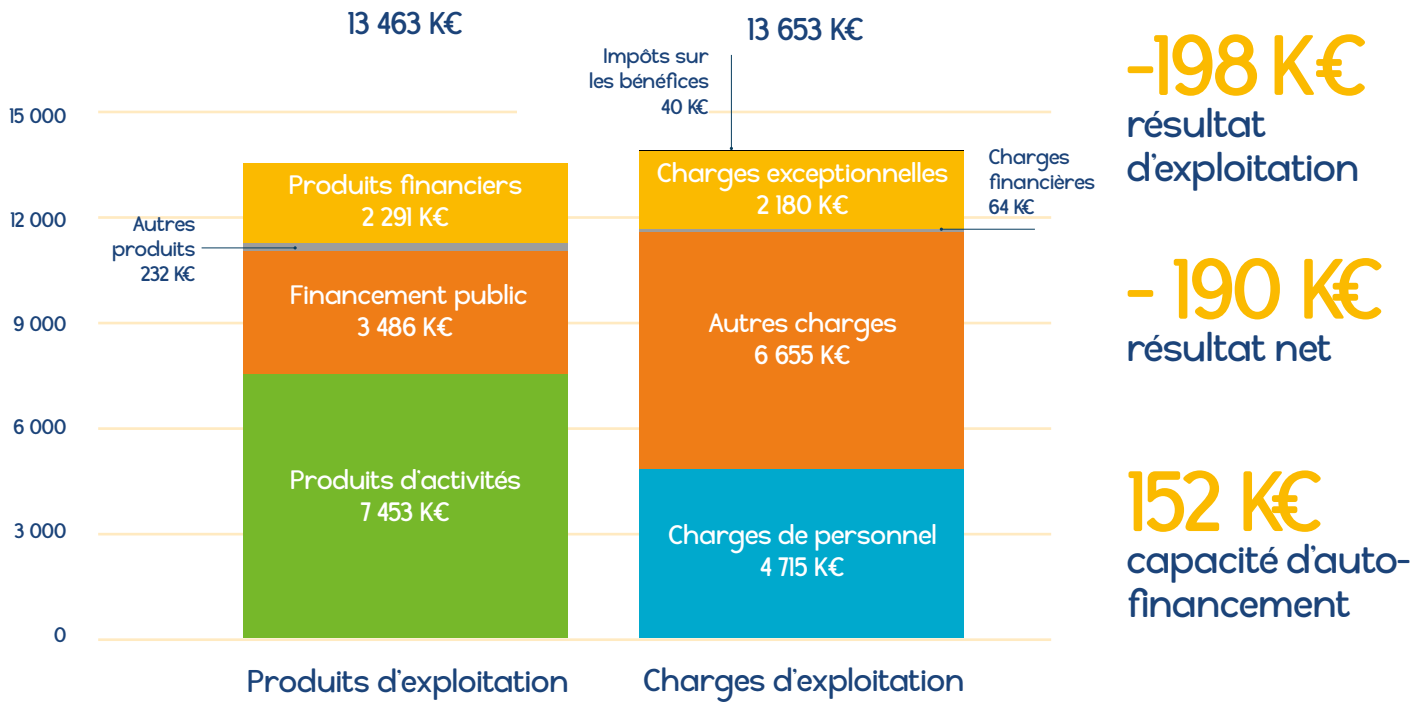 13 463 K€
13 653 K€
Impôts sur
les bénéfices
40 K€
15 000
12 000
9 000
6 000
3 000
0
Produits financiers
2 291 K€
Autres
produits
232 K€
Financement public
3 486 K€
Produits d'activités
7 453 K€
Charges exceptionnelles
2 180 K€
Charges
financières
64 K€
Autres charges
6 655 K€
Charges de personnel
4 715 K€
Produits d'exploitation
Charges d'exploitation
-198 K€
résultat
d'exploitation
- 190 K€
résultat net
152 K€
capacité d'auto-
financement